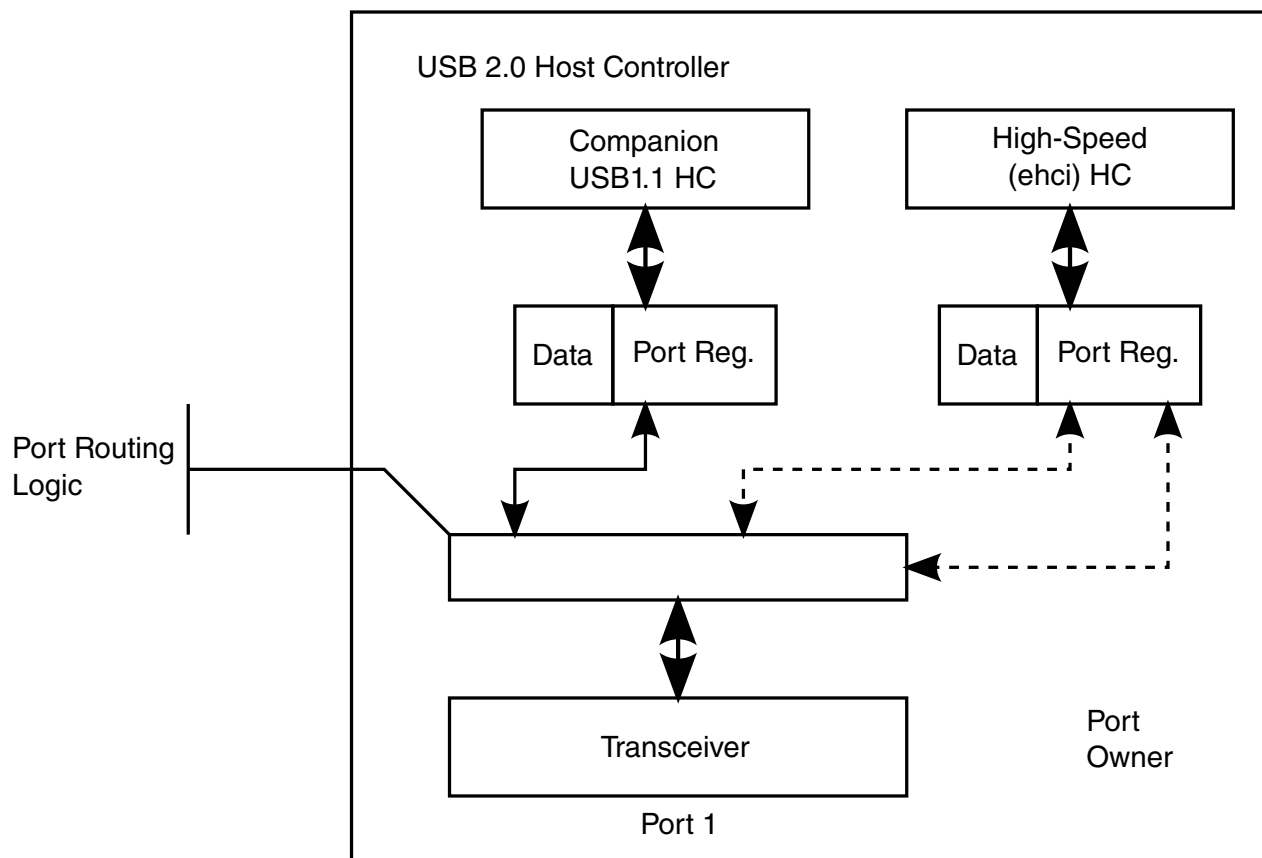 USB 2.0 Host Controller
Companion
USB1.1 HC
High-Speed
(ehci) HC
Data
Port Reg.
Data
Port Reg.
Port Routing
Logic
Transceiver
Port 1
Port
Owner